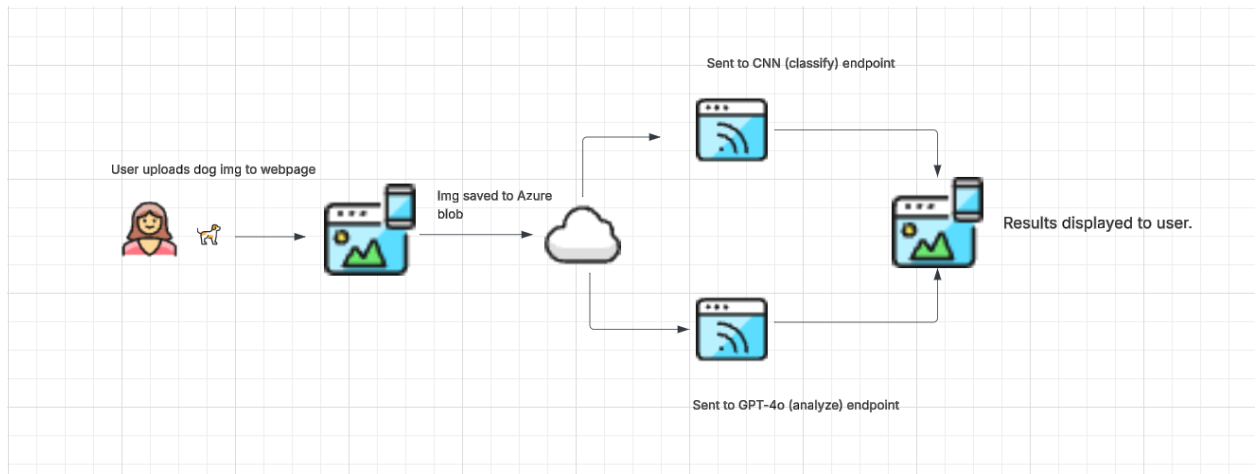 Sent to CNN (classify) endpoint
User uploads dog img to webpage
Img saved to Azure
blob
Results displayed to user.
Sent to GPT-4o (analyze) endpoint